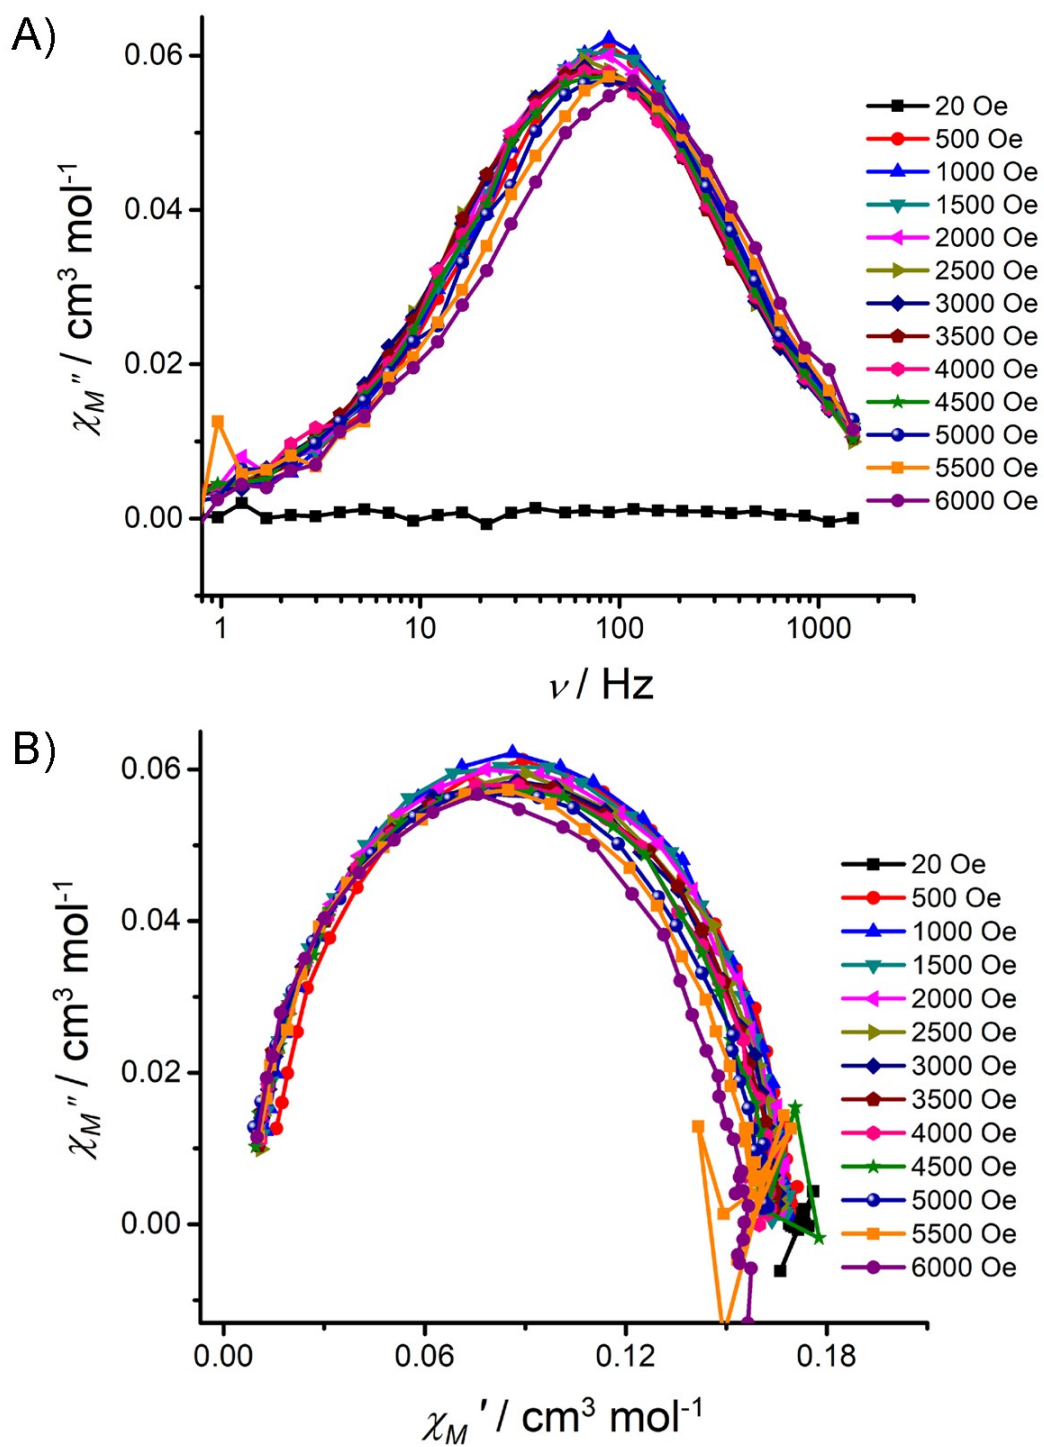 A)
χM″ / cm3 mol-1
0.06
0.04
0.02
0.00
1
10
100
1000
ν / Hz
20 Oe
500 Oe
1000 Oe
1500 Oe
2000 Oe
2500 Oe
3000 Oe
3500 Oe
4000 Oe
4500 Oe
5000 Oe
5500 Oe
6000 Oe
B)
χM″ / cm3 mol-1
0.06
0.04
0.02
0.00
0.00
0.06
0.12
0.18
χM′ / cm3 mol-1
20 Oe
500 Oe
1000 Oe
1500 Oe
2000 Oe
2500 Oe
3000 Oe
3500 Oe
4000 Oe
4500 Oe
5000 Oe
5500 Oe
6000 Oe